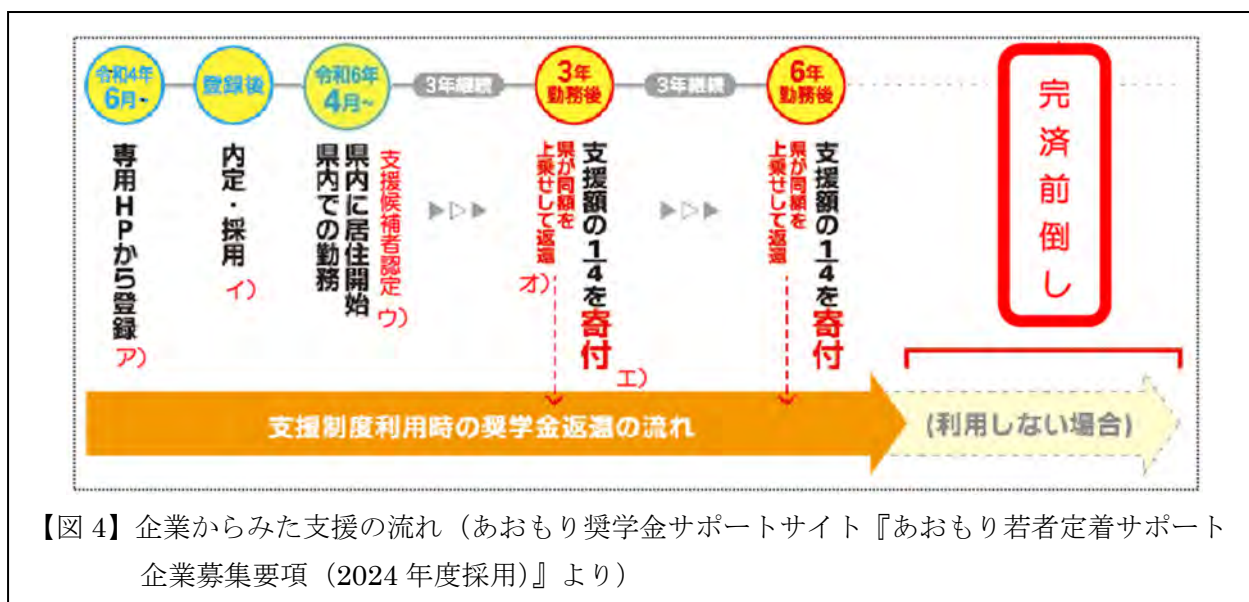 令和4年
6月~
登録後
令和6年
4月~
3年継続
3年
勤務後
3年継続
6年
勤務後
専用HPから登録
ア)
内定・採用
イ)
支援候補者認定
県内に居住開始
県内での勤務
ウ)
支援額の1/4を寄付
県が同額を
上乗せして返還
オ)
エ)
支援額の1/4を寄付
県が同額を
上乗せして返還
完済前倒し
支援制度利用時の奨学金返還の流れ
(利用しない場合)
【図 4】企業からみた支援の流れ（あおもり奨学金サポートサイト『あおもり若者定着サポート
企業募集要項（2024 年度採用）』より）